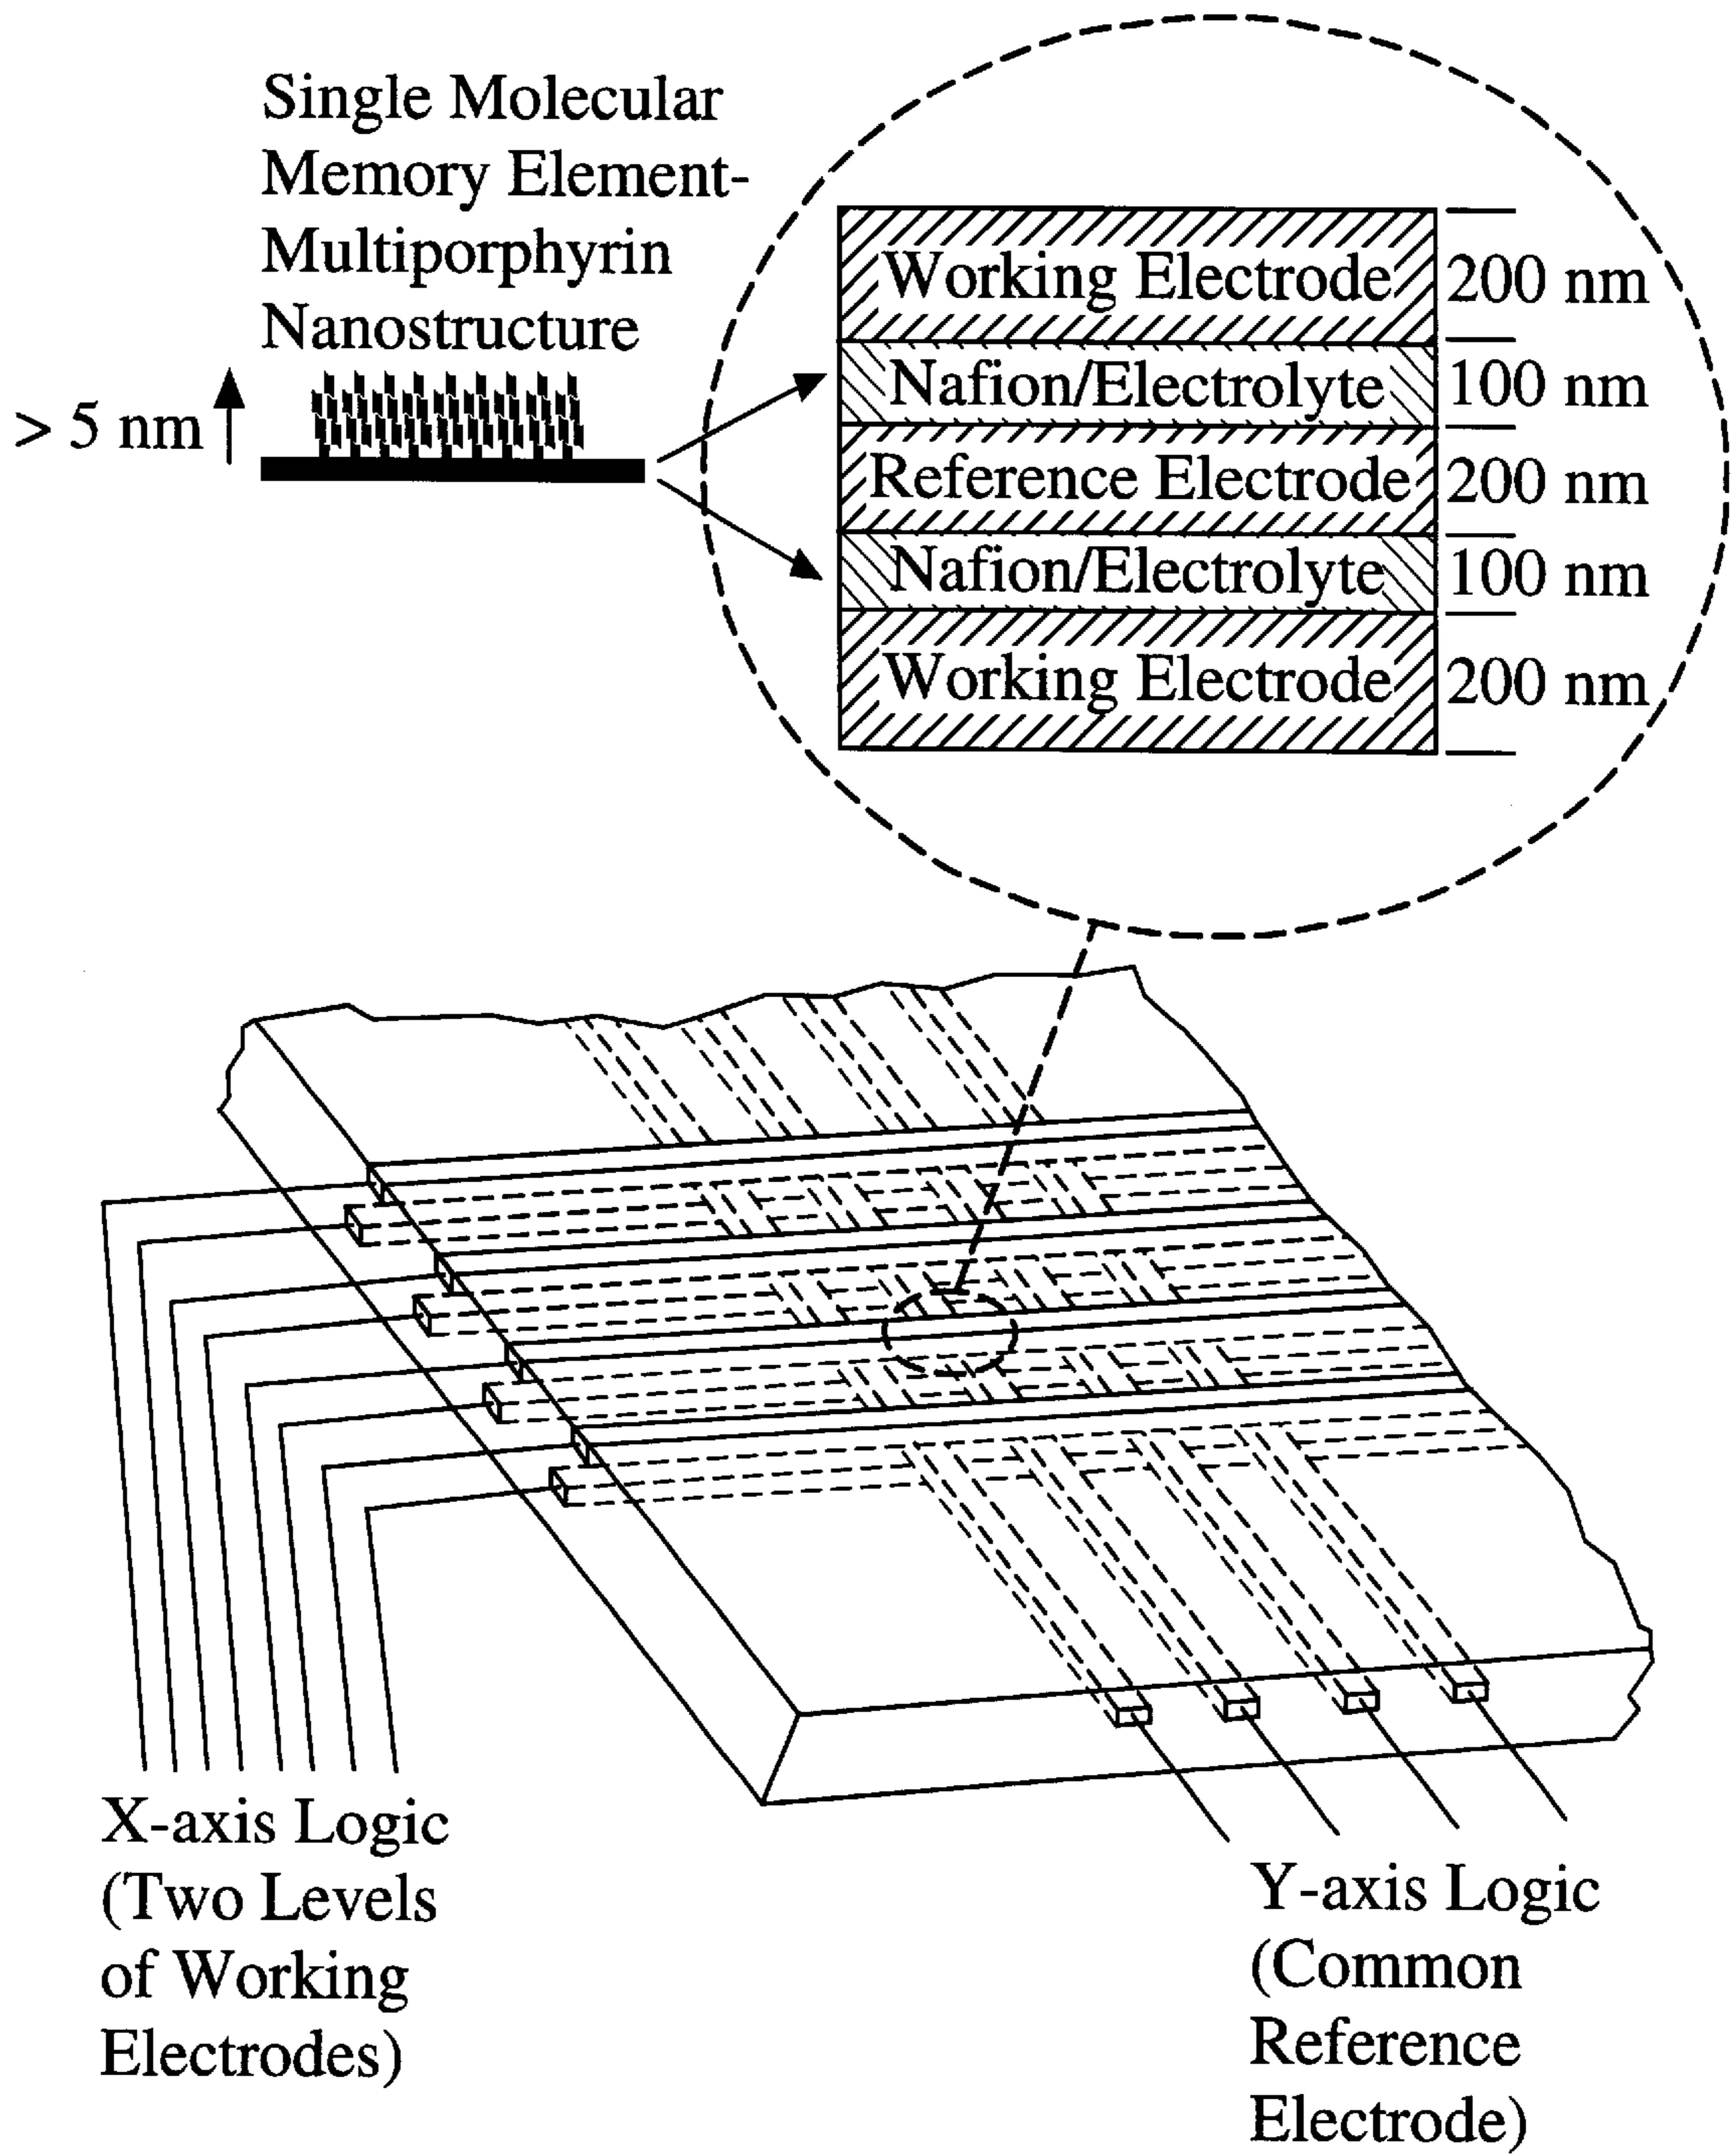 Single Molecular
Memory Element-
Multiporphyrin
Nanostructure
> 5 nm
Working Electrode 200 nm
Nafion/Electrolyte 100 nm
Reference Electrode 200 nm
Nafion/Electrolyte 100 nm
Working Electrode 200 nm
X-axis Logic
(Two Levels
of Working
Electrodes)
Y-axis Logic
(Common
Reference
Electrode)